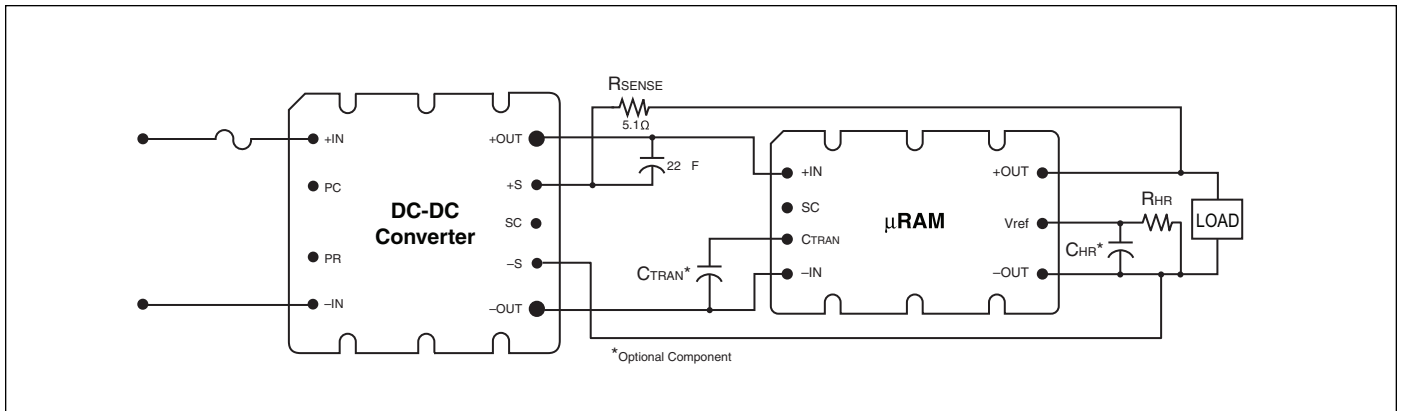 RSENSE
5.1Ω
+IN
+OUT
22 F
PC
+S
DC-DC
Converter
SC
PR
–S
–IN
–OUT
CTRAN*
+IN
+OUT
SC
µRAM
Vref
RHR
LOAD
CTRAN
CHR*
–IN
–OUT
*Optional Component